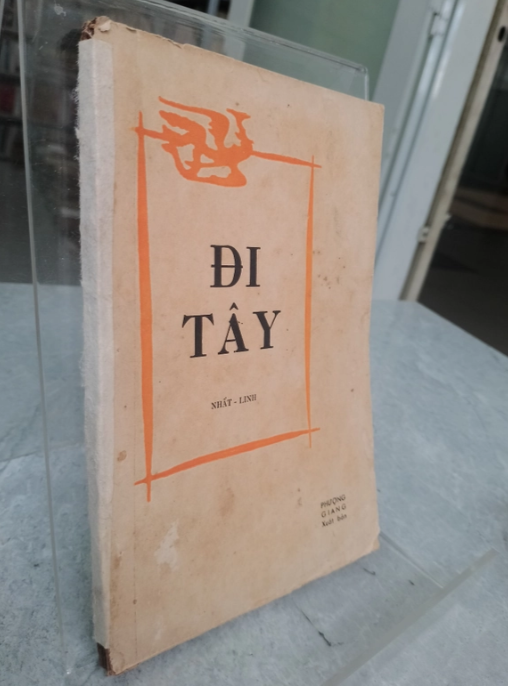 ĐI
TÂY
NHẤT - LINH
PHƯỢNG
GIANG
Xuất bản